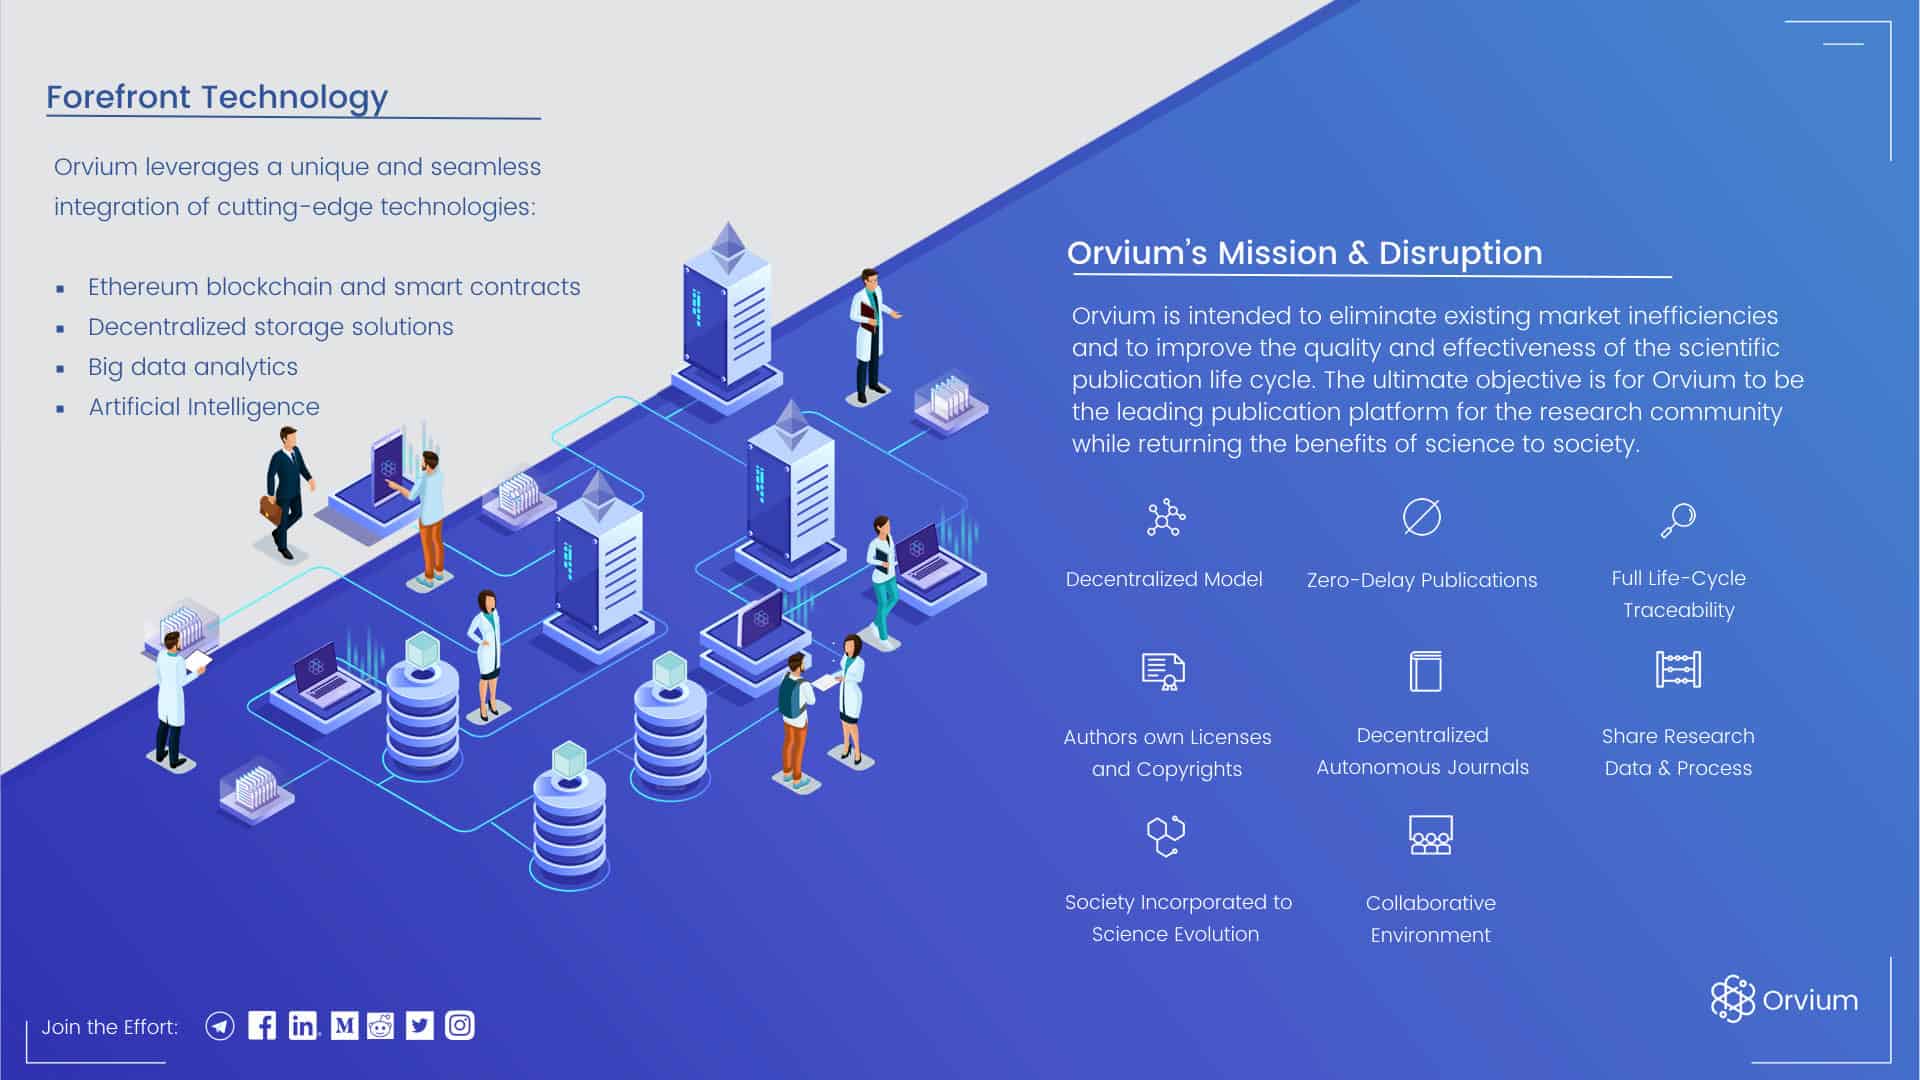 Forefront Technology
Orvium leverages a unique and seamless
integration of cutting-edge technologies:
▪ Ethereum blockchain and smart contracts
▪ Decentralized storage solutions
▪ Big data analytics
▪ Artificial Intelligence
Orvium's Mission & Disruption
Orvium is intended to eliminate existing market inefficiencies
and to improve the quality and effectiveness of the scientific
publication life cycle. The ultimate objective is for Orvium to be
the leading publication platform for the research community
while returning the benefits of science to society.
Decentralized Model
Zero-Delay Publications
Full Life-Cycle
Traceability
Authors own Licenses
and Copyrights
Decentralized
Autonomous Journals
Share Research
Data & Process
Society Incorporated to
Science Evolution
Collaborative
Environment
Join the Effort:
Orvium